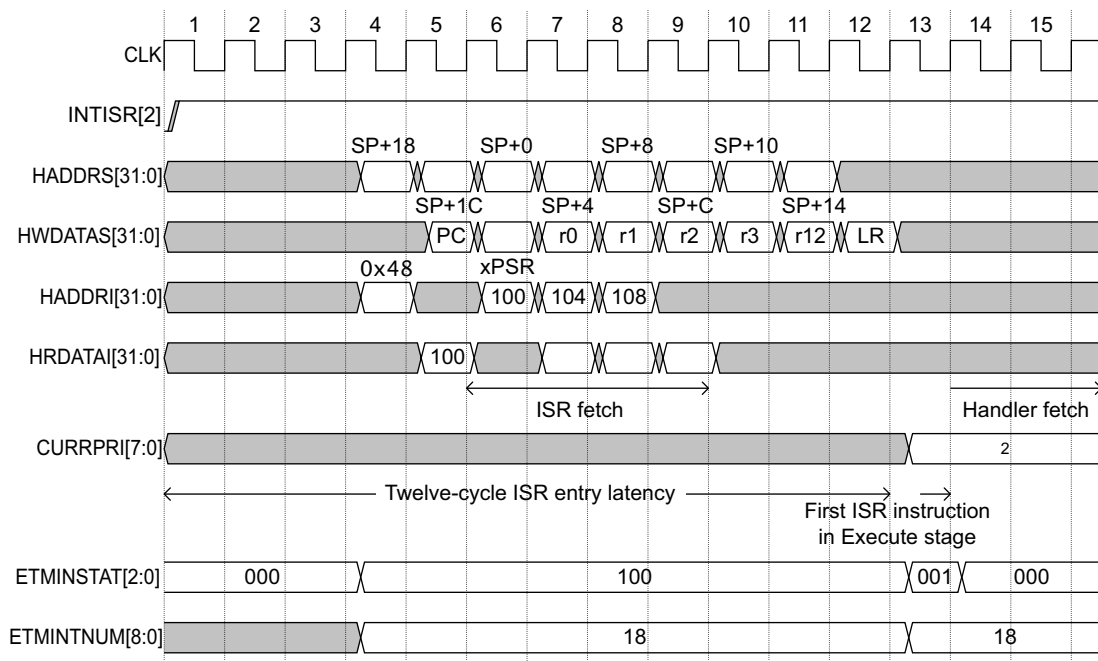 1 2 3 4 5 6 7 8 9 10 11 12 13 14 15
CLK
INTISR[2]
SP+18 SP+0 SP+8 SP+10
HADDRS[31:0]
SP+1C SP+4 SP+C SP+14
HWDATAS[31:0] PC r0 r1 r2 r3 r12 LR
0x48 xPSR
HADDRI[31:0] 100 104 108
HRDATAI[31:0] 100
ISR fetch Handler fetch
CURRPRI[7:0] 2
Twelve-cycle ISR entry latency
First ISR instruction
in Execute stage
ETMINSTAT[2:0] 000 100 001 000
ETMINTNUM[8:0] 18 18